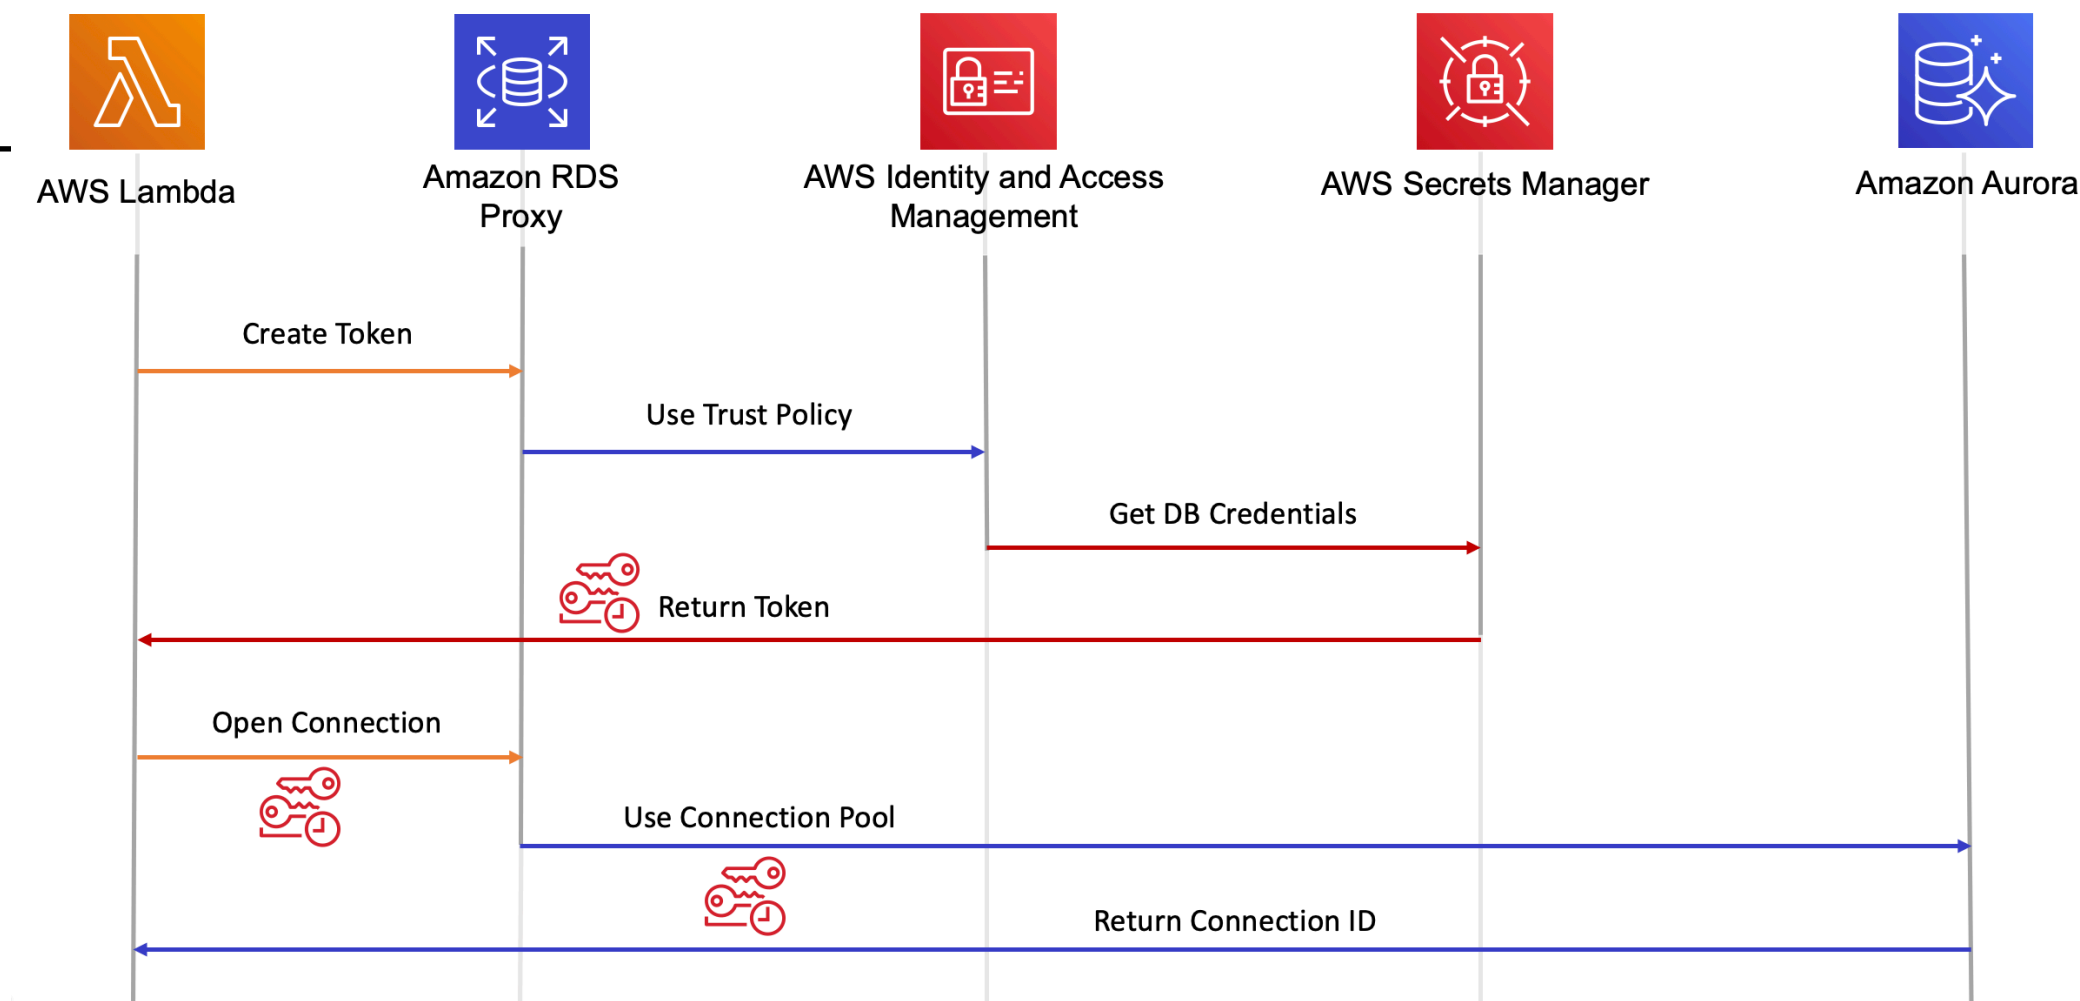 AWS Lambda
Amazon RDS
Proxy
AWS Identity and Access
Management
AWS Secrets Manager
Amazon Aurora
Create Token
Use Trust Policy
Get DB Credentials
Return Token
Open Connection
Use Connection Pool
Return Connection ID